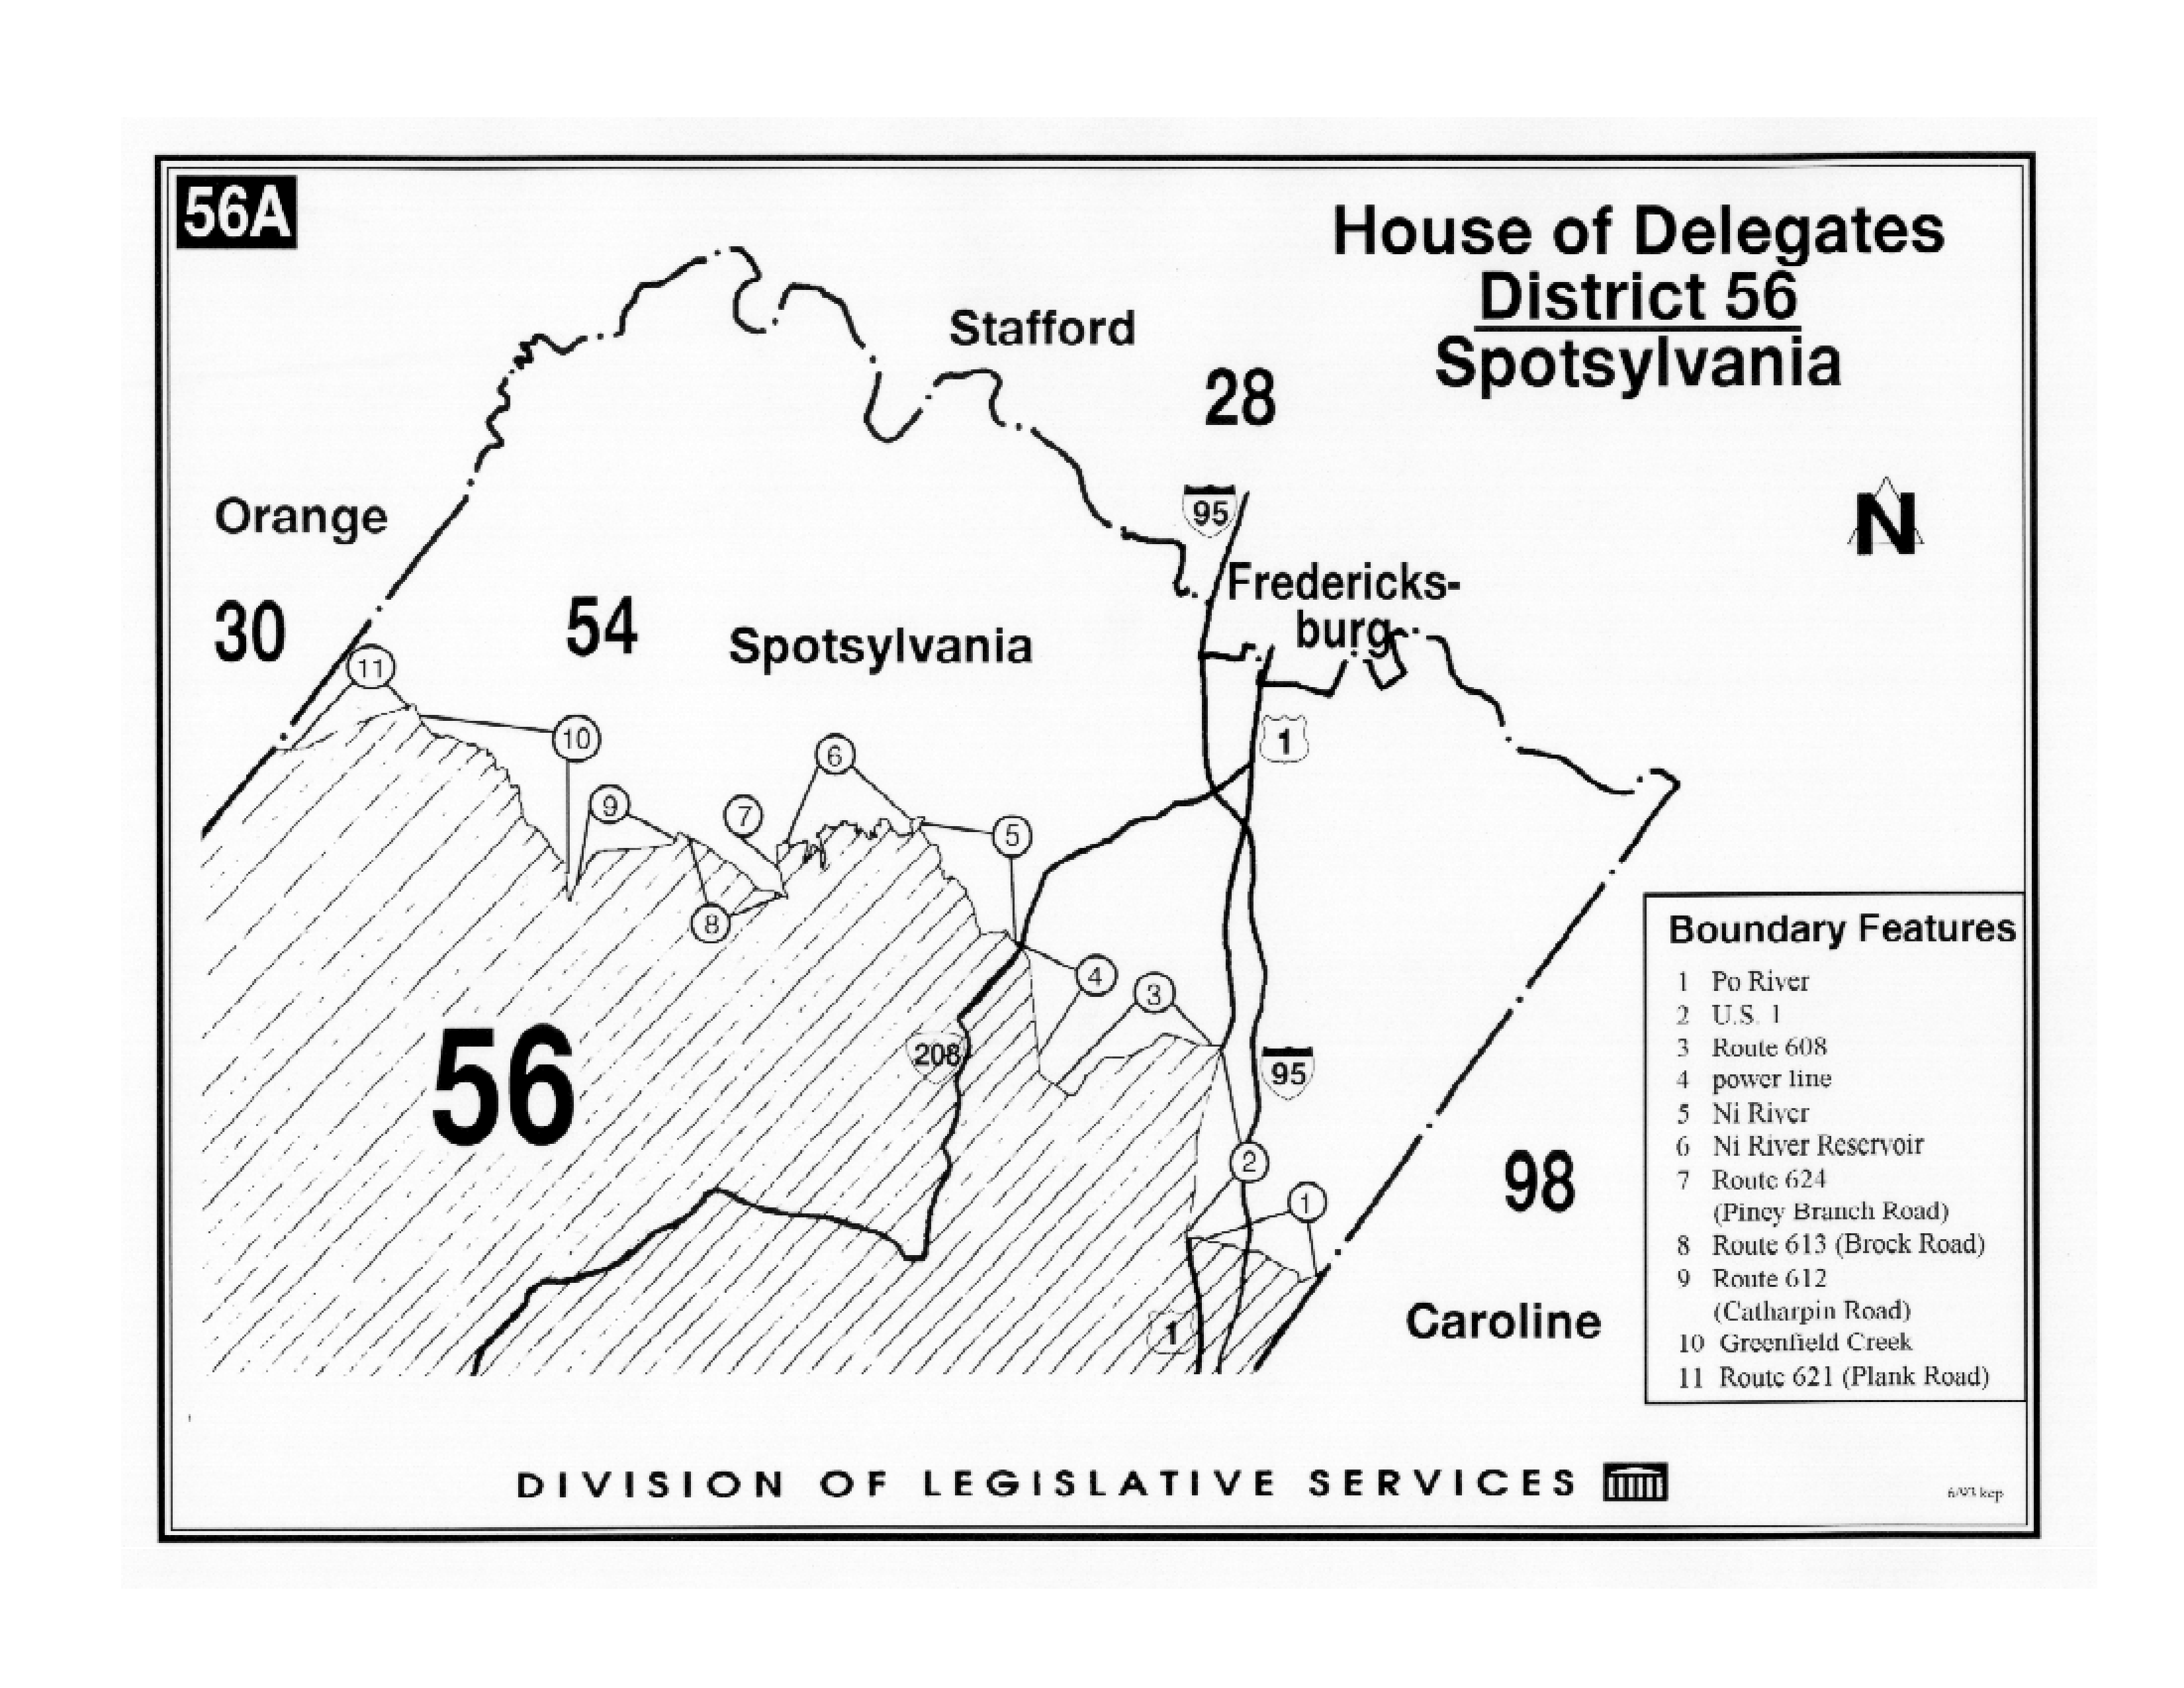 56A
House of Delegates
District 56
Spotsylvania
Stafford
28
95
N
Orange
Fredericks-
burg
30
54
Spotsylvania
11
10
1
6
9
7
5
8
4
3
56
208
95
2
98
1
Caroline
1
Boundary Features
1 Po River
2 U.S. 1
3 Route 608
4 power line
5 Ni River
6 Ni River Reservoir
7 Route 624
(Piney Branch Road)
8 Route 613 (Brock Road)
9 Route 612
(Catharpin Road)
10 Greenfield Creek
11 Route 621 (Plank Road)
DIVISION OF LEGISLATIVE SERVICES